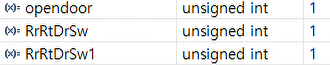 (x)= opendoor unsigned int 1
(x)= RrRtDrSw unsigned int 1
(x)= RrRtDrSw1 unsigned int 1